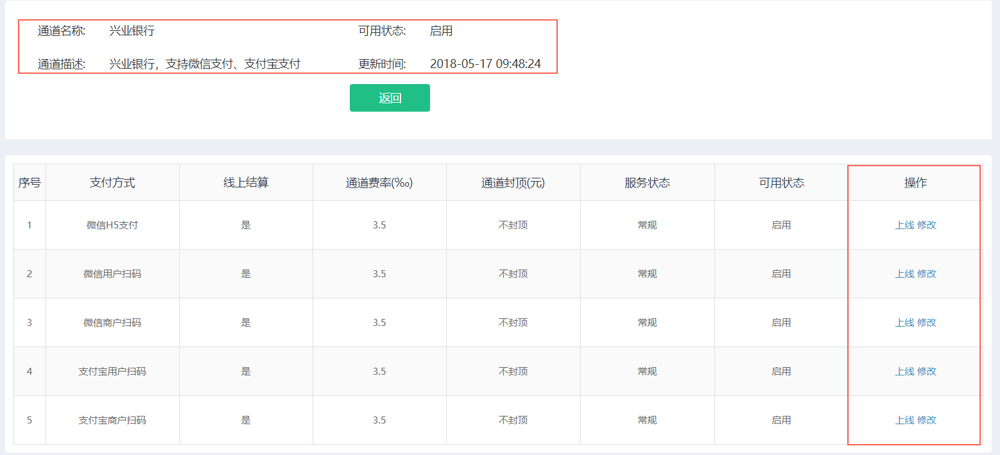 通道名称: 兴业银行 可用状态: 启用
通道描述: 兴业银行，支持微信支付、支付宝支付 更新时间: 2018-05-17 09:48:24
返回
序号 支付方式 线上结算 通道费率(‰) 通道封顶(元) 服务状态 可用状态 操作
1 微信H5支付 是 3.5 不封顶 常规 启用 上线 修改
2 微信用户扫码 是 3.5 不封顶 常规 启用 上线 修改
3 微信商户扫码 是 3.5 不封顶 常规 启用 上线 修改
4 支付宝用户扫码 是 3.5 不封顶 常规 启用 上线 修改
5 支付宝商户扫码 是 3.5 不封顶 常规 启用 上线 修改